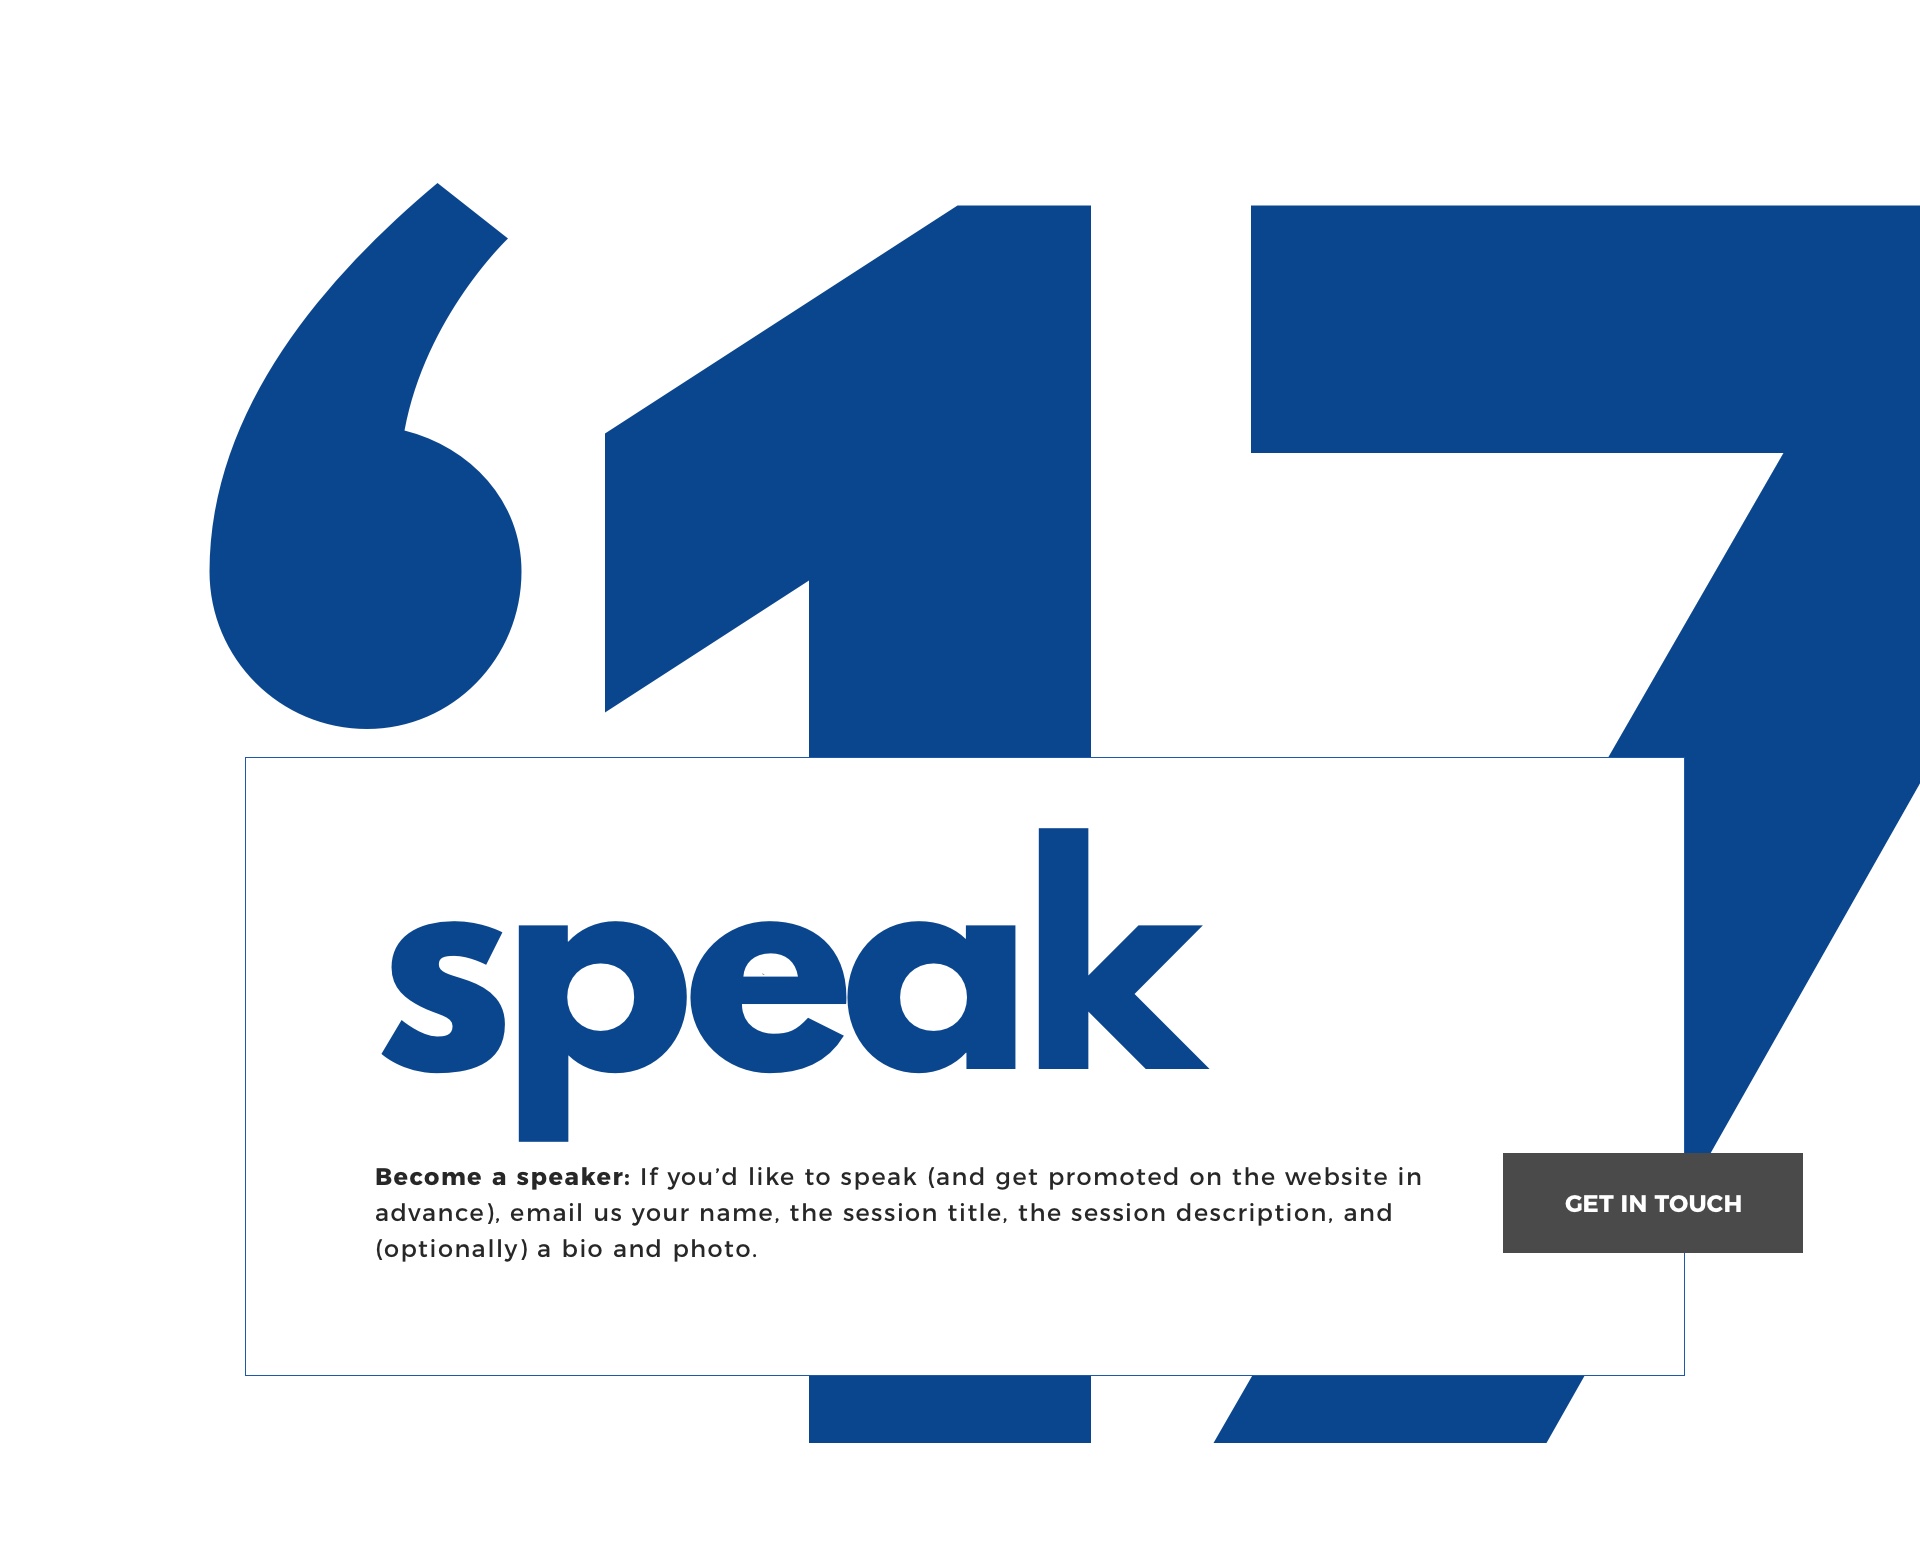 ‘17
speak
Become a speaker: If you’d like to speak (and get promoted on the website in
advance), email us your name, the session title, the session description, and
(optionally) a bio and photo.
GET IN TOUCH